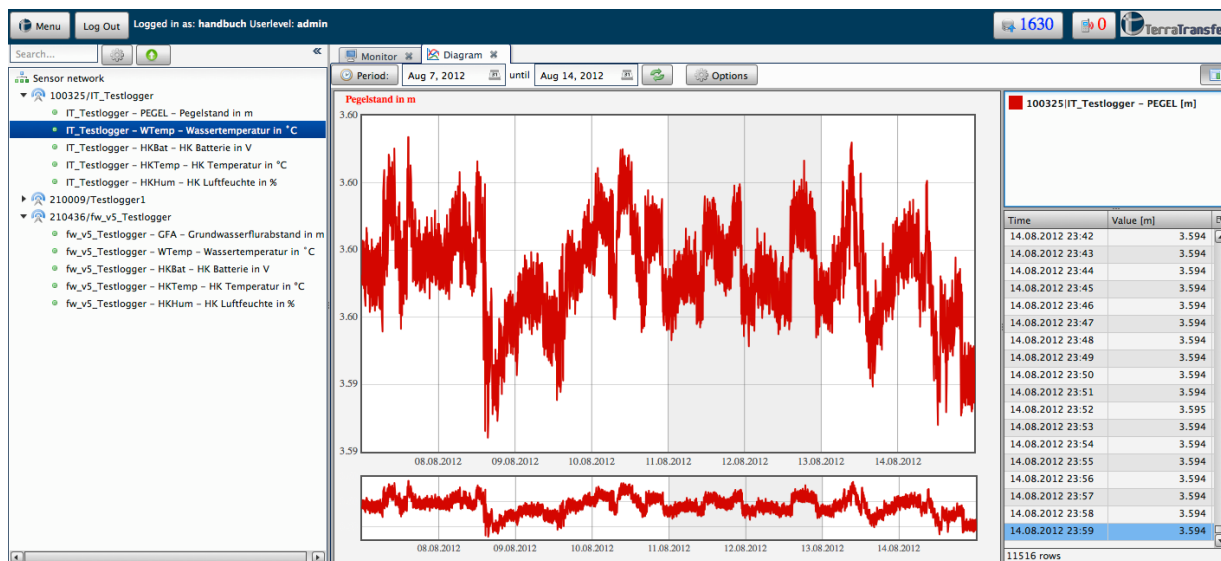 Menu
Log Out
Logged in as: handbuch Userlevel: admin
1630
0
TerraTransfe
Search...
«
Monitor
Diagram
Period:
Aug 7, 2012
31
until
Aug 14, 2012
31
Options
Sensor network
100325/IT_Testlogger
IT_Testlogger – PEGEL – Pegelstand in m
IT_Testlogger – WTemp – Wassertemperatur in ˚C
IT_Testlogger – HKBat – HK Batterie in V
IT_Testlogger – HKTemp – HK Temperatur in °C
IT_Testlogger – HKHum – HK Luftfeuchte in %
210009/Testlogger1
210436/fw_v5_Testlogger
fw_v5_Testlogger – GFA – Grundwasserflurabstand in m
fw_v5_Testlogger – WTemp – Wassertemperatur in ˚C
fw_v5_Testlogger – HKBat – HK Batterie in V
fw_v5_Testlogger – HKTemp – HK Temperatur in °C
fw_v5_Testlogger – HKHum – HK Luftfeuchte in %
Pegelstand in m
3.60
3.60
3.60
3.60
3.59
3.59
08.08.2012 09.08.2012 10.08.2012 11.08.2012 12.08.2012 13.08.2012 14.08.2012
08.08.2012 09.08.2012 10.08.2012 11.08.2012 12.08.2012 13.08.2012 14.08.2012
100325|IT_Testlogger – PEGEL [m]
Time Value [m]
14.08.2012 23:42 3.594
14.08.2012 23:43 3.594
14.08.2012 23:44 3.594
14.08.2012 23:45 3.594
14.08.2012 23:46 3.594
14.08.2012 23:47 3.594
14.08.2012 23:48 3.594
14.08.2012 23:49 3.594
14.08.2012 23:50 3.594
14.08.2012 23:51 3.594
14.08.2012 23:52 3.595
14.08.2012 23:53 3.594
14.08.2012 23:54 3.594
14.08.2012 23:55 3.594
14.08.2012 23:56 3.594
14.08.2012 23:57 3.594
14.08.2012 23:58 3.594
14.08.2012 23:59 3.594
11516 rows